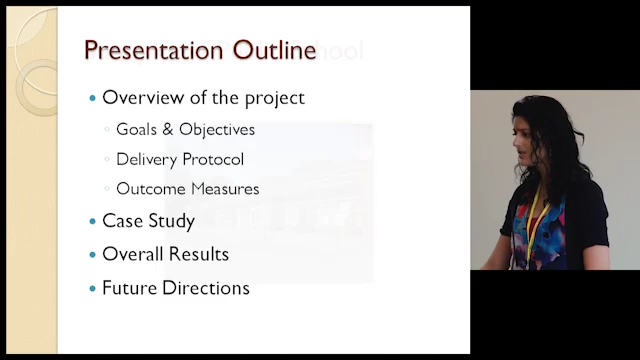 Presentation Outline
Overview of the project
Goals & Objectives
Delivery Protocol
Outcome Measures
Case Study
Overall Results
Future Directions